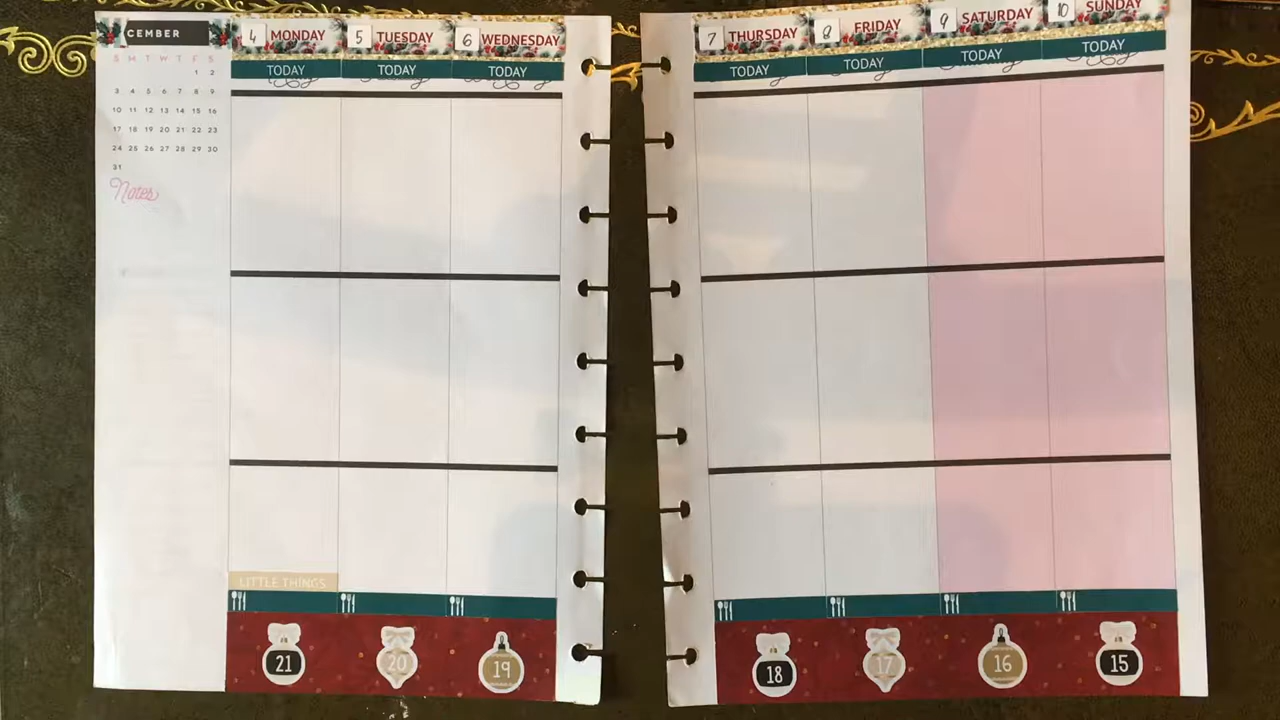 CEMBER
S M T W T F S
1 2
3 4 5 6 7 8 9
10 11 12 13 14 15 16
17 18 19 20 21 22 23
24 25 26 27 28 29 30
31
Notes
4 MONDAY 5 TUESDAY 6 WEDNESDAY
TODAY TODAY TODAY
LITTLE THINGS
21 20 19
7 THURSDAY 8 FRIDAY 9 SATURDAY 10 SUNDAY
TODAY TODAY TODAY TODAY
18 17 16 15